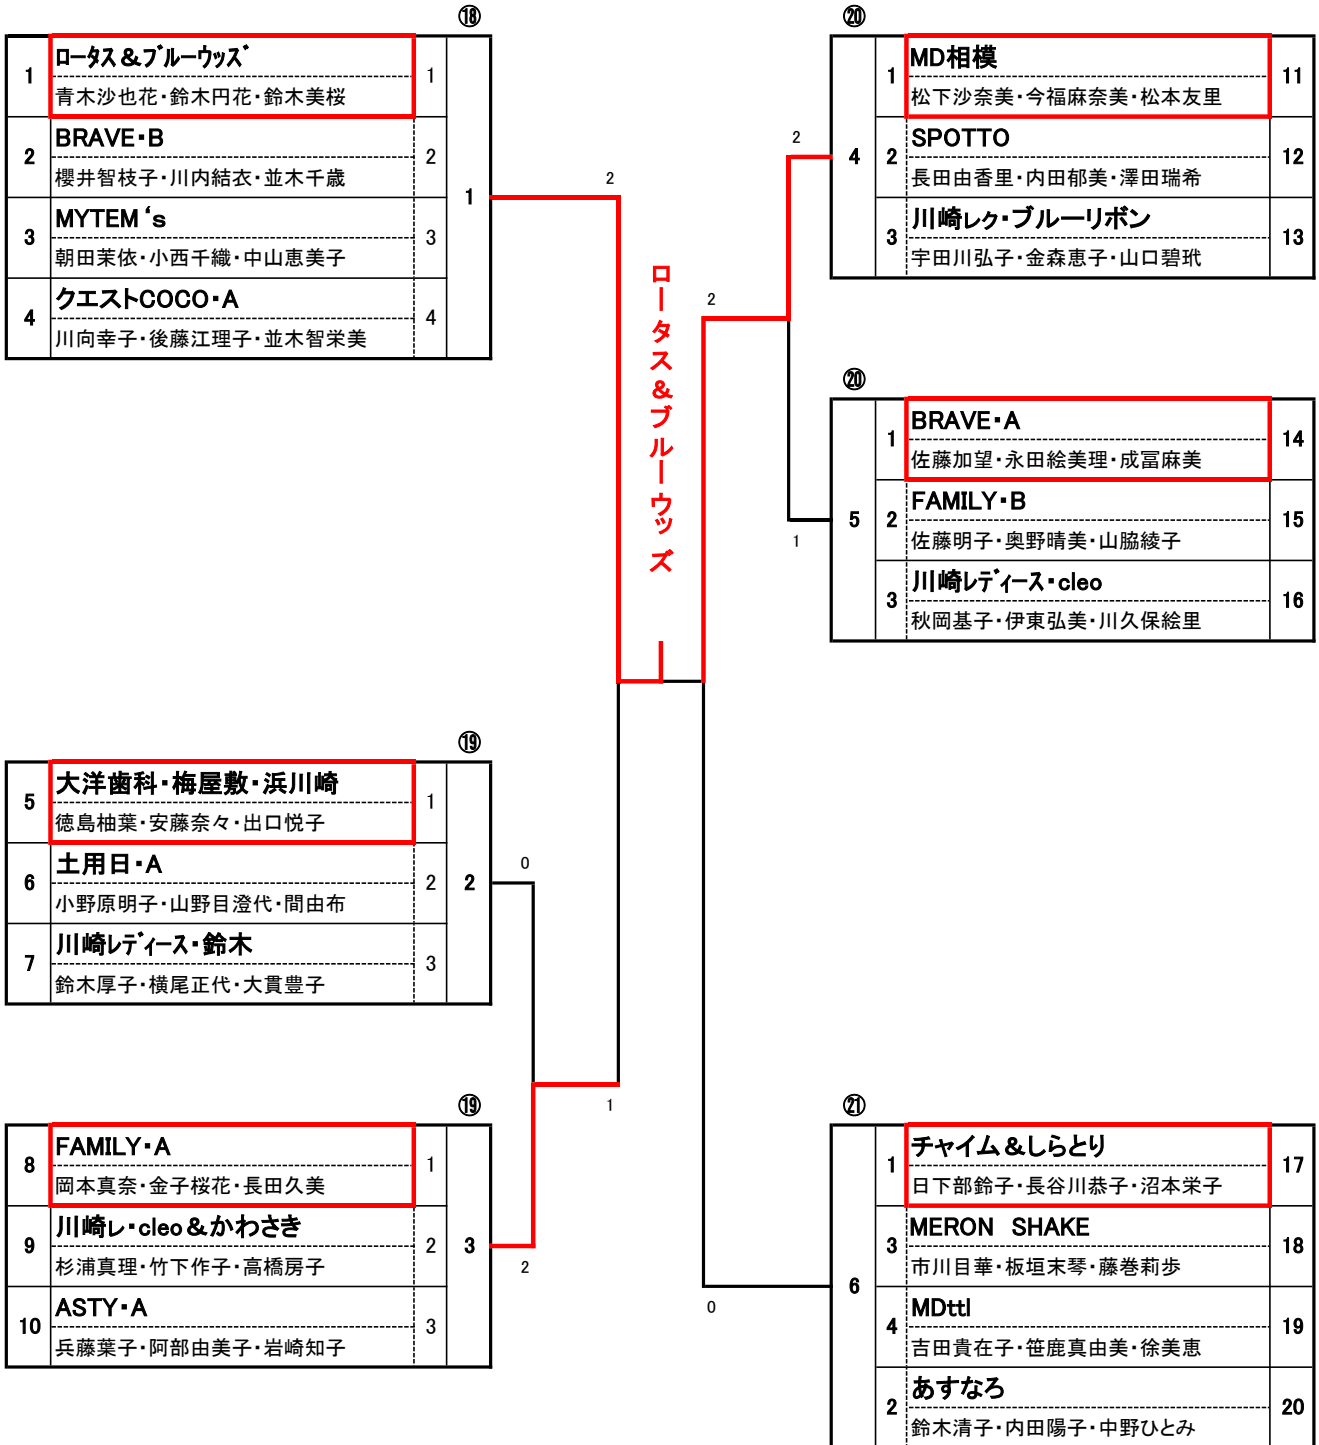 ⑱
1 ロータス&ブルーウッズ 1
青木沙也花・鈴木円花・鈴木美桜
2 BRAVE・B 2
櫻井智枝子・川内結衣・並木千歳
3 MYTEM‘s 3
朝田茉依・小西千織・中山恵美子
4 クエストCOCO・A 4
川向幸子・後藤江理子・並木智栄美
1
2
⑲
5 大洋歯科・梅屋敷・浜川崎 1
徳島柚葉・安藤奈々・出口悦子
6 土用日・A 2
小野原明子・山野目澄代・間由布
7 川崎レディース・鈴木 3
鈴木厚子・横尾正代・大貫豊子
2
0
⑲
8 FAMILY・A 1
岡本真奈・金子桜花・長田久美
9 川崎レ・cleo&かわさき 2
杉浦真理・竹下作子・高橋房子
10 ASTY・A 3
兵藤葉子・阿部由美子・岩崎知子
3
2
1
ロータス&ブルーウッズ
⑳
1 MD相模 11
松下沙奈美・今福麻奈美・松本友里
2 SPOTTO 12
長田由香里・内田郁美・澤田瑞希
3 川崎レク・ブルーリボン 13
宇田川弘子・金森恵子・山口碧玳
4
2
2
⑳
1 BRAVE・A 14
佐藤加望・永田絵美理・成冨麻美
2 FAMILY・B 15
佐藤明子・奥野晴美・山脇綾子
3 川崎レディース・cleo 16
秋岡基子・伊東弘美・川久保絵里
5
1
㉑
1 チャイム&しらとり 17
日下部鈴子・長谷川恭子・沼本栄子
3 MERON SHAKE 18
市川目華・板垣末琴・藤巻莉歩
4 MDttl 19
吉田貴在子・笹鹿真由美・徐美恵
2 あすなろ 20
鈴木清子・内田陽子・中野ひとみ
6
0